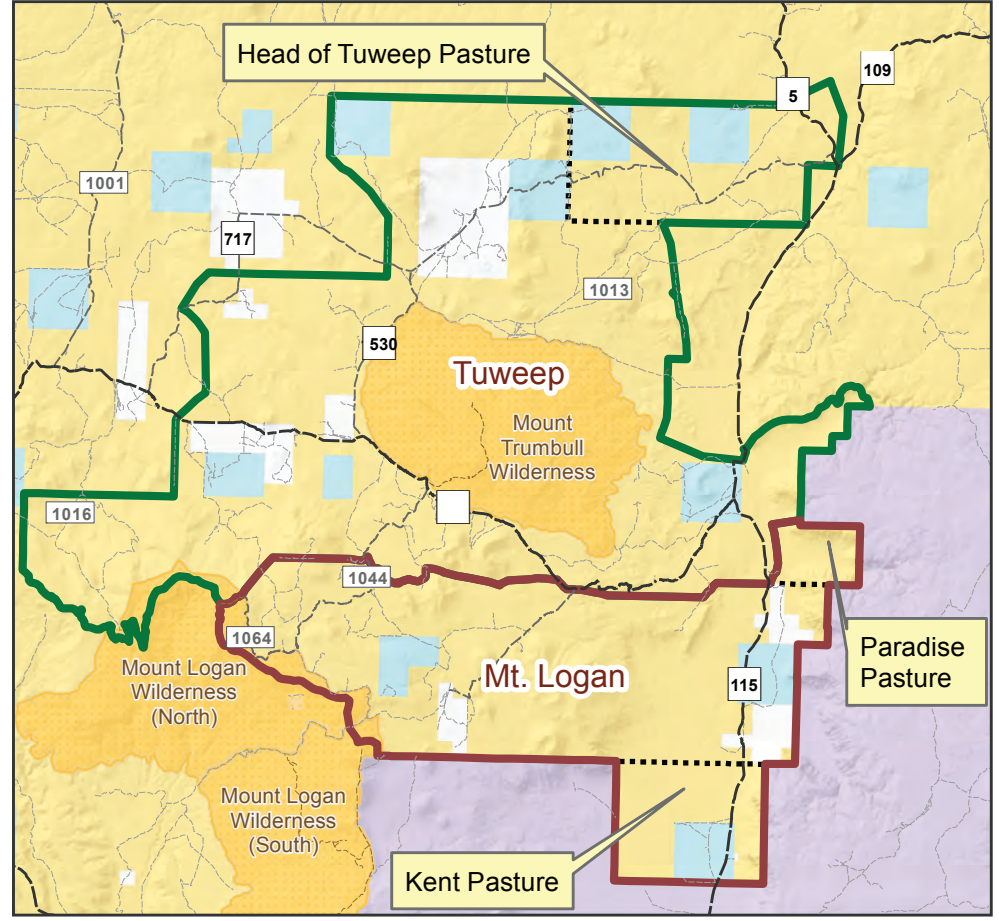 Head of Tuweep Pasture
109
5
1001
717
1013
530
Tuweep
Mount
Trumbull
Wilderness
1016
1044
1064
Mount Logan
Wilderness
(North)
Mt. Logan
115
Paradise
Pasture
Mount Logan
Wilderness
(South)
Kent Pasture